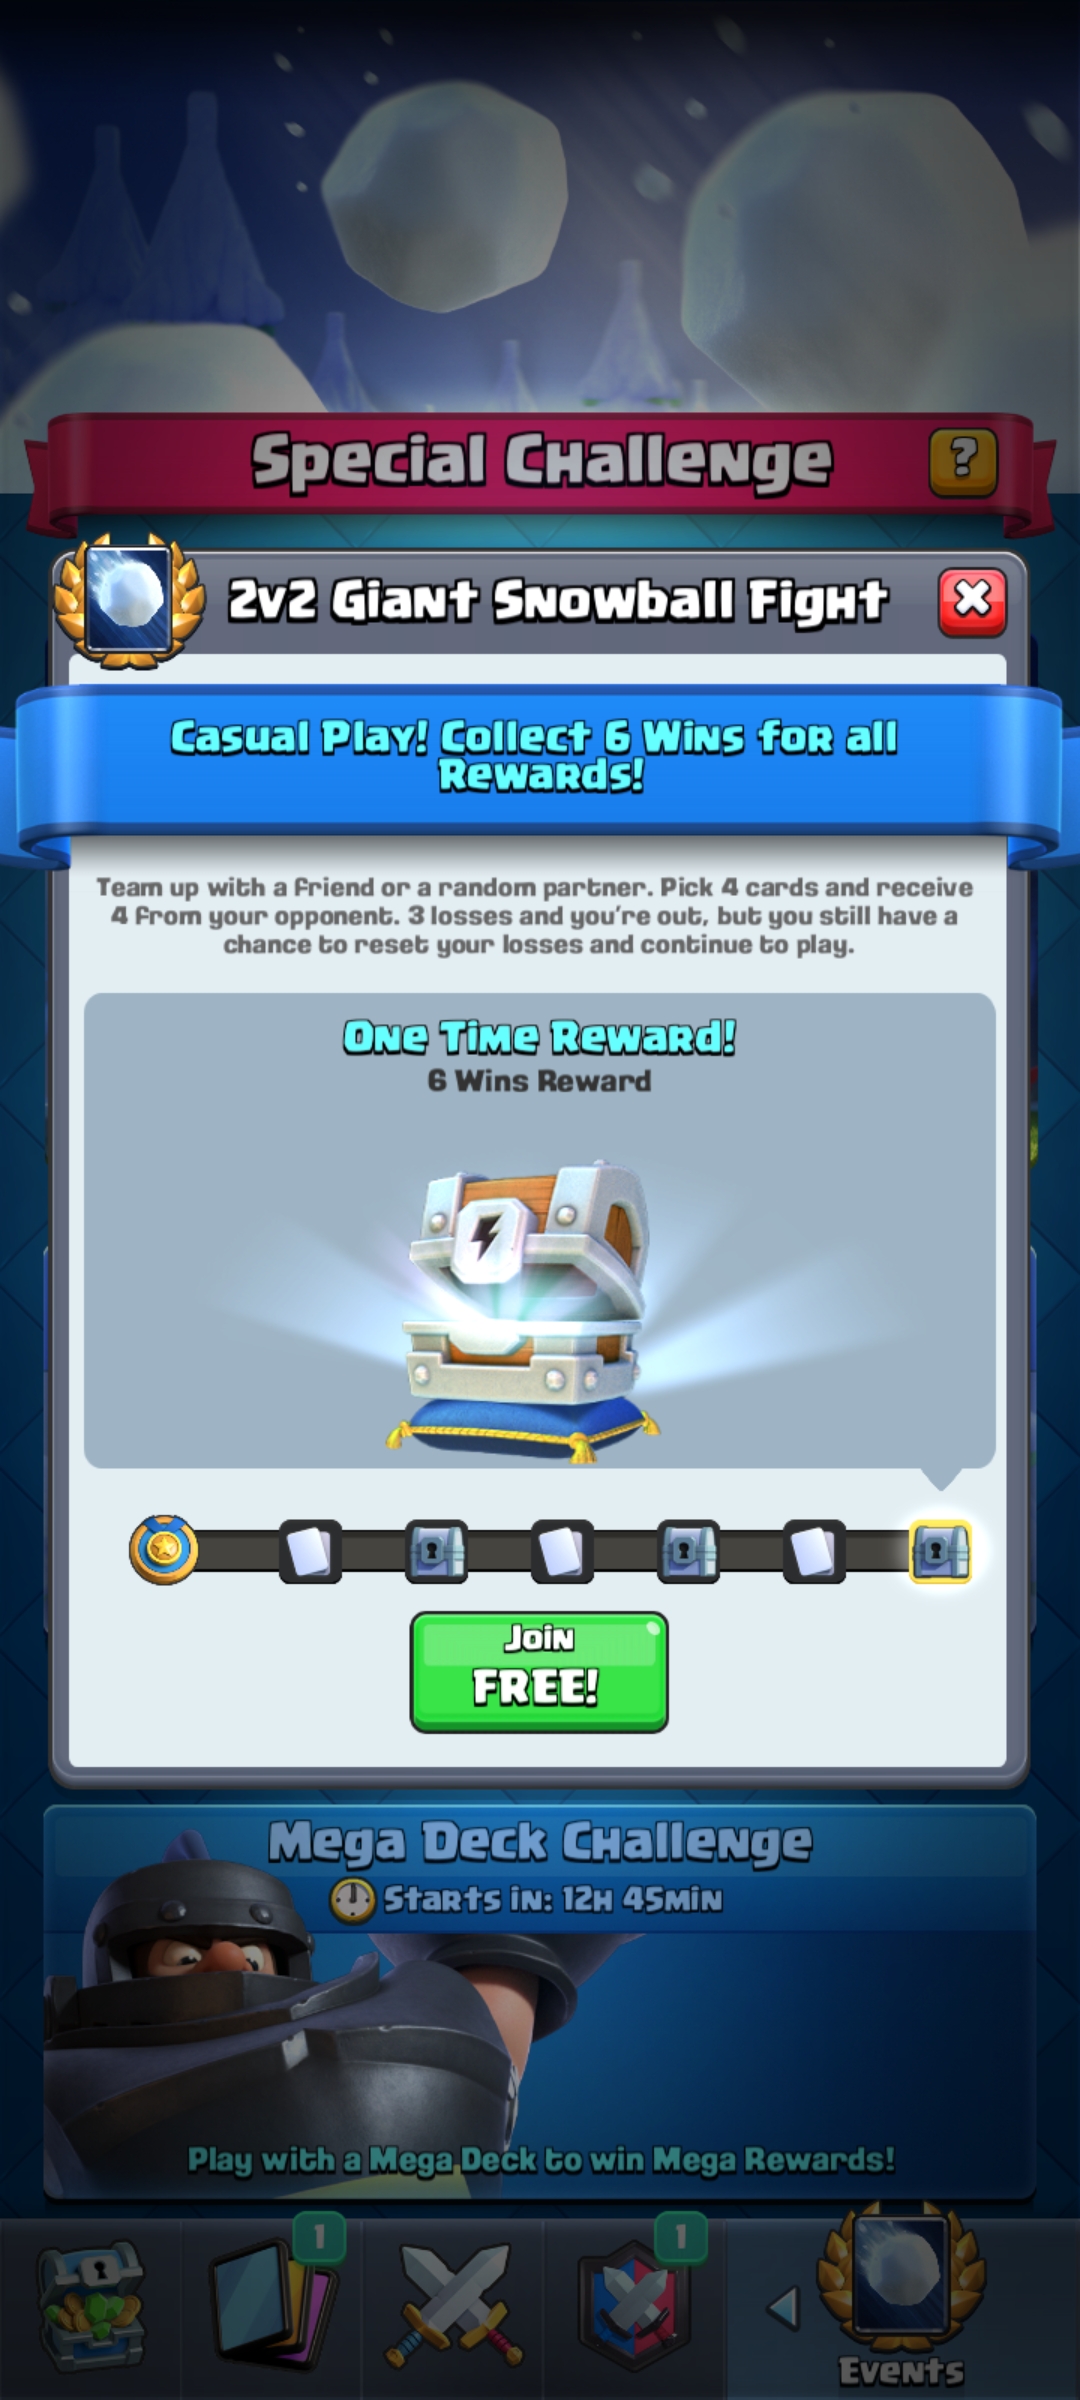 Special Challenge
?
2v2 Giant Snowball Fight
Casual Play! Collect 6 Wins for all
Rewards!
Team up with a friend or a random partner. Pick 4 cards and receive
4 from your opponent. 3 losses and you're out, but you still have a
chance to reset your losses and continue to play.
One Time Reward!
6 Wins Reward
Join
FREE!
Mega Deck Challenge
Starts in: 12h 45min
Play with a Mega Deck to win Mega Rewards!
1
1
Events